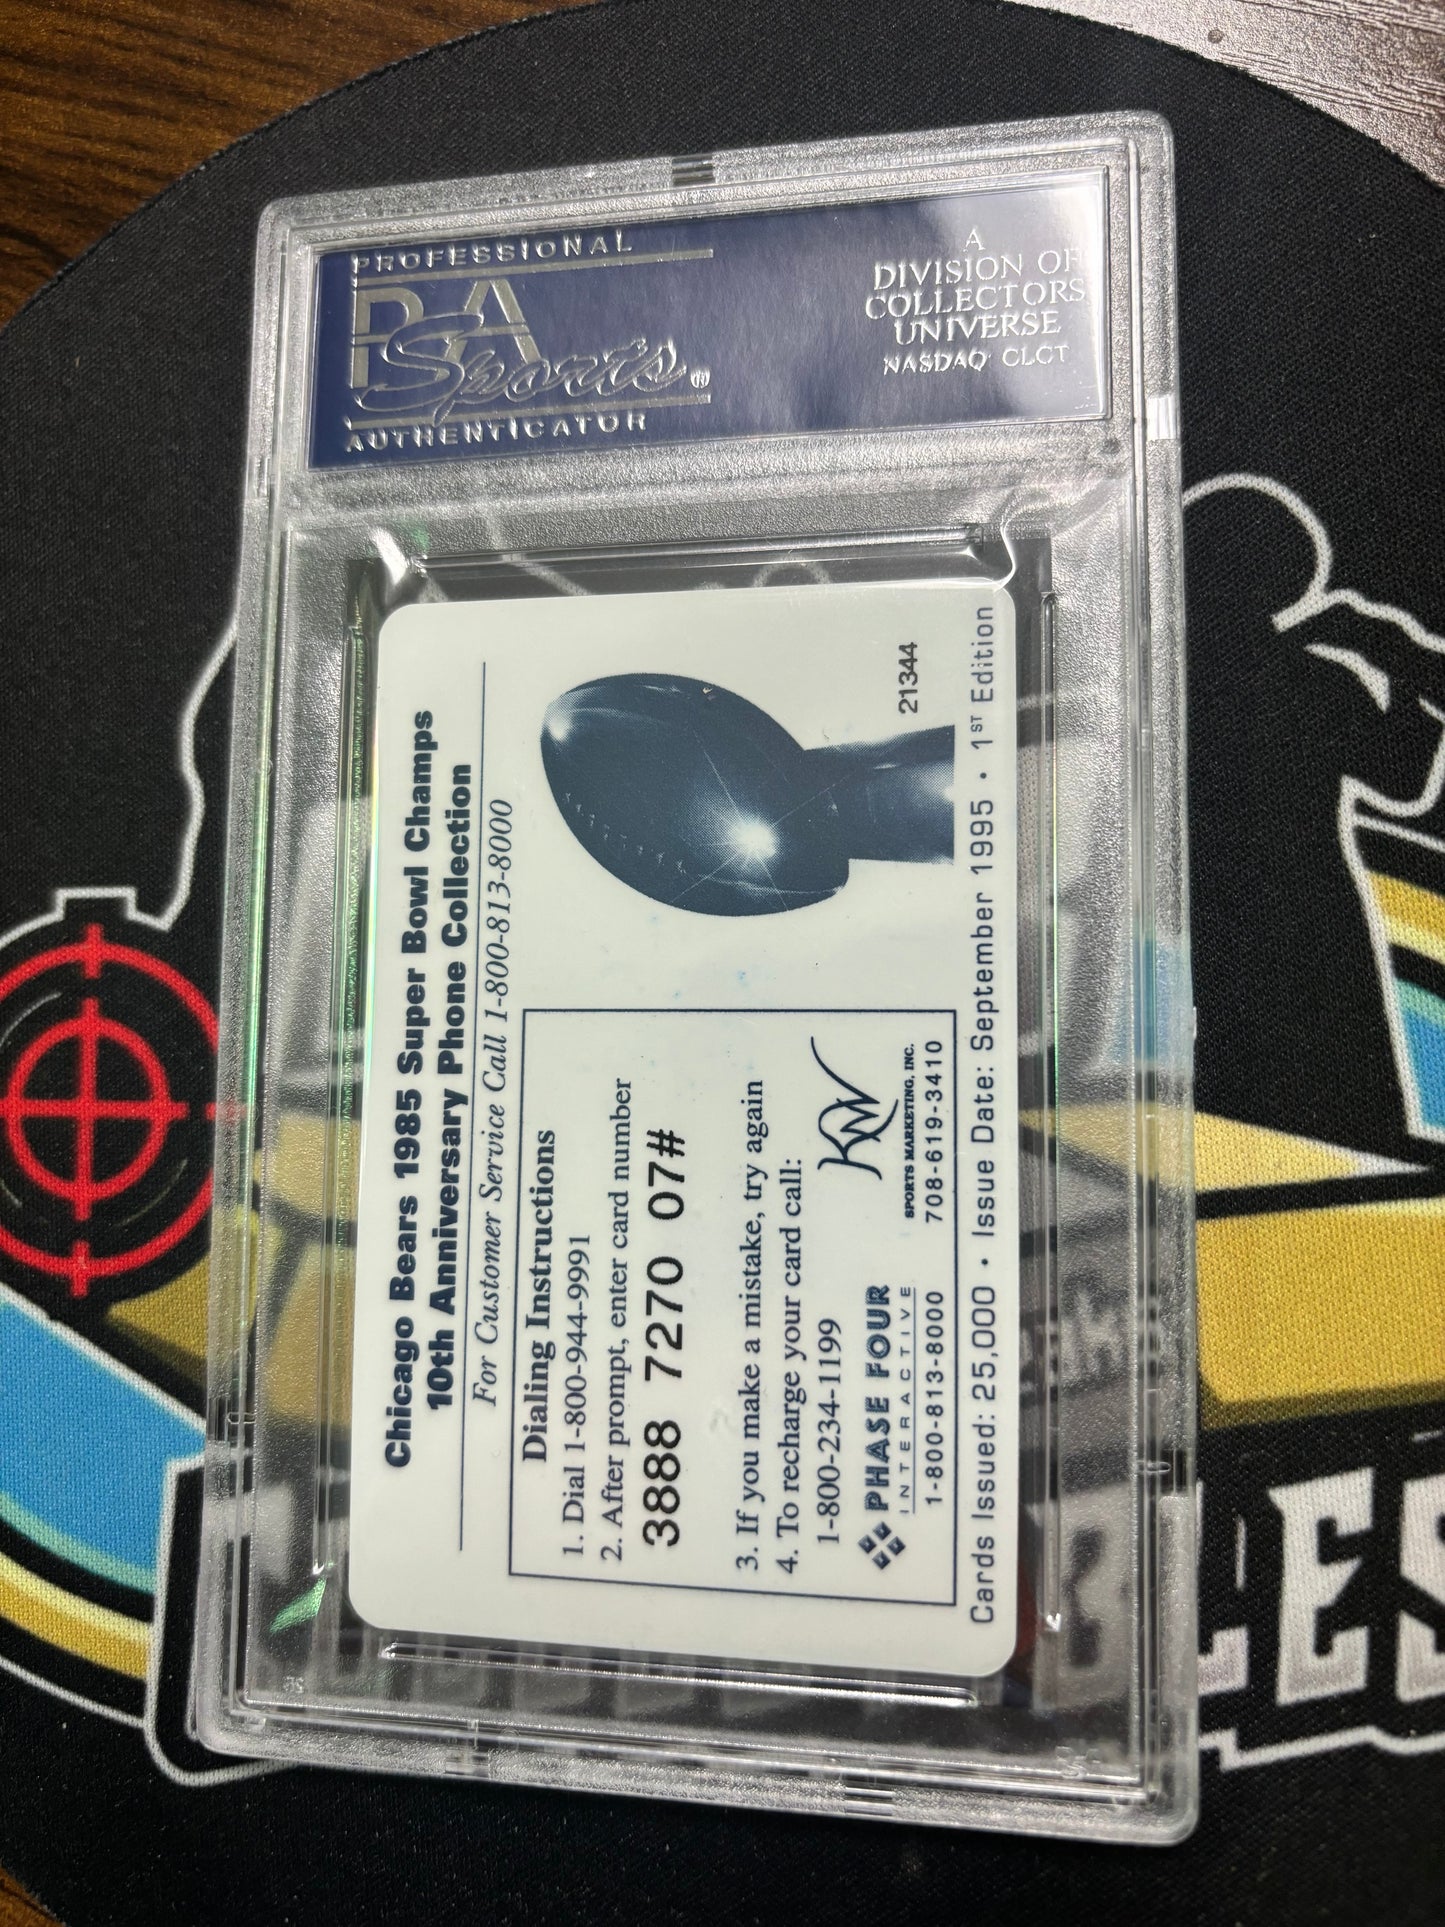 PROFESSIONAL
PSA
Sports®
AUTHENTICATOR
A
DIVISION OF
COLLECTORS
UNIVERSE
NASDAQ CLCT
Chicago Bears 1985 Super Bowl Champs
10th Anniversary Phone Collection
For Customer Service Call 1-800-813-8000
Dialing Instructions
1. Dial 1-800-944-9991
2. After prompt, enter card number
3888 7270 07#
3. If you make a mistake, try again
4. To recharge your card call:
1-800-234-1199
PHASE FOUR
INTERACTIVE
1-800-813-8000
KW
SPORTS MARKETING, INC.
708-619-3410
21344
Cards Issued: 25,000 • Issue Date: September 1995 • 1ST Edition